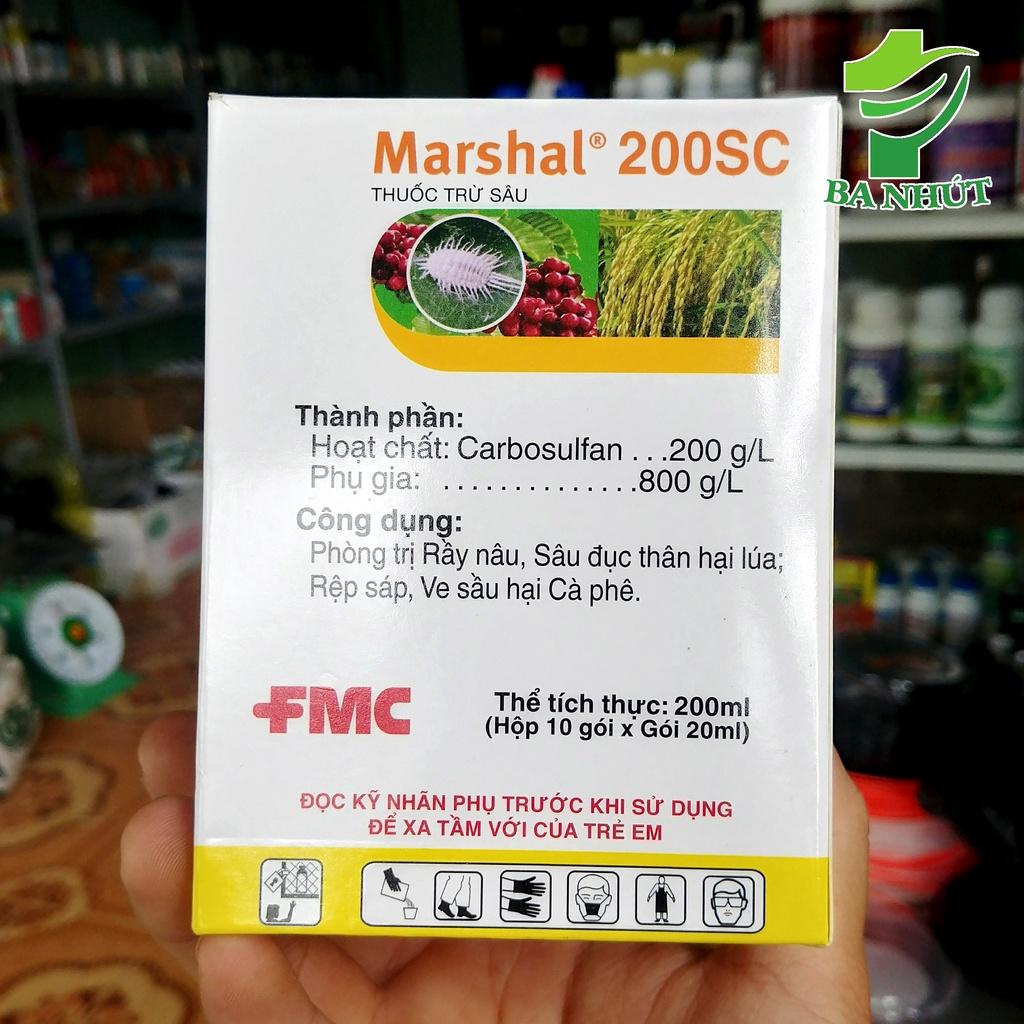 Marshal® 200SC
THUỐC TRỪ SÂU
BA NHÚT
Thành phần:
Hoạt chất: Carbosulfan ...200 g/L
Phụ gia: ..............800 g/L
Công dụng:
Phòng trị Rầy nâu, Sâu đục thân hại lúa;
Rệp sáp, Ve sầu hại Cà phê.
FMC
Thể tích thực: 200ml
(Hộp 10 gói x Gói 20ml)
ĐỌC KỸ NHÃN PHỤ TRƯỚC KHI SỬ DỤNG
ĐỂ XA TẦM VỚI CỦA TRẺ EM